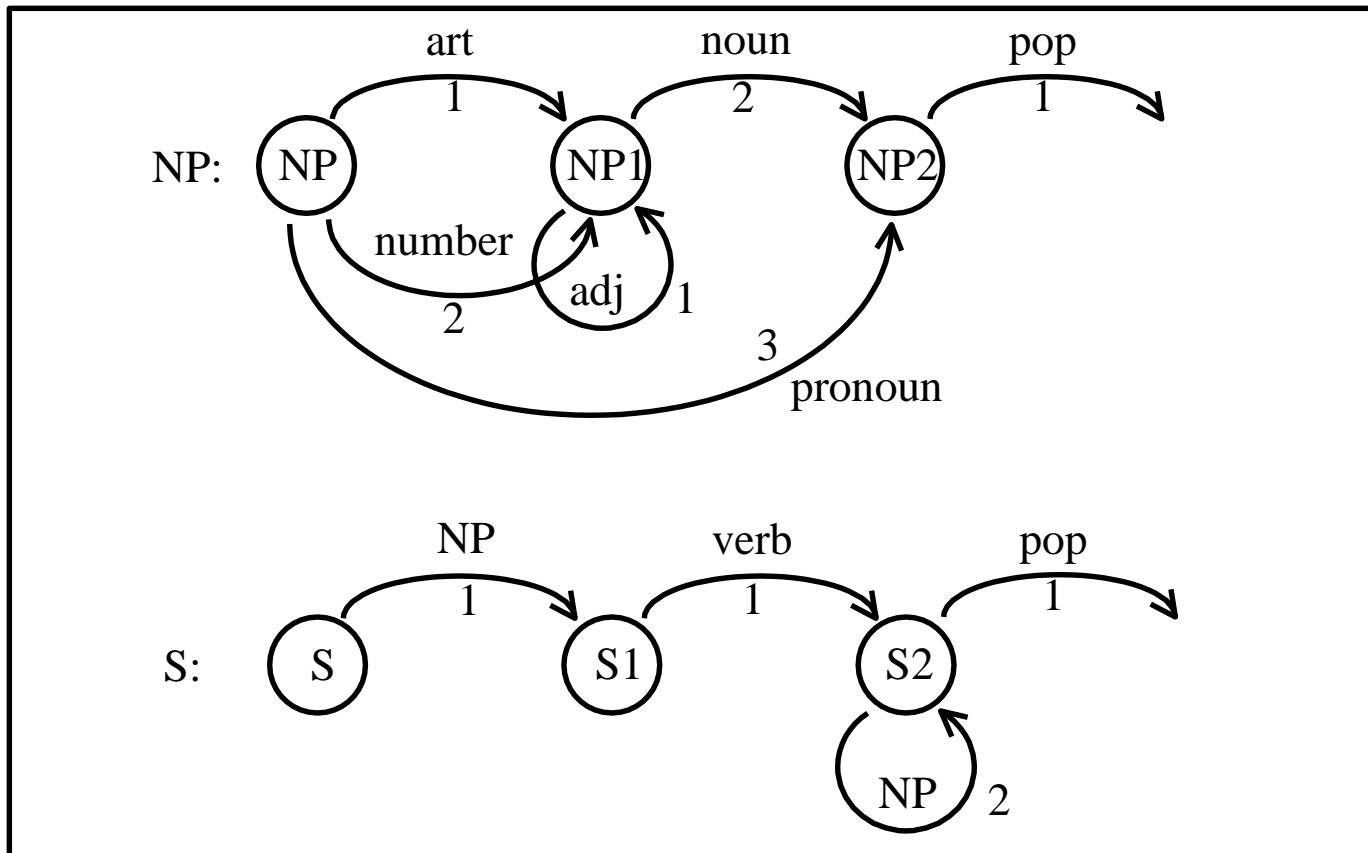 art noun pop
1 2 1
NP: NP NP1 NP2
number
adj 1
2
3
pronoun
NP verb pop
1 1 1
S: S S1 S2
NP 2